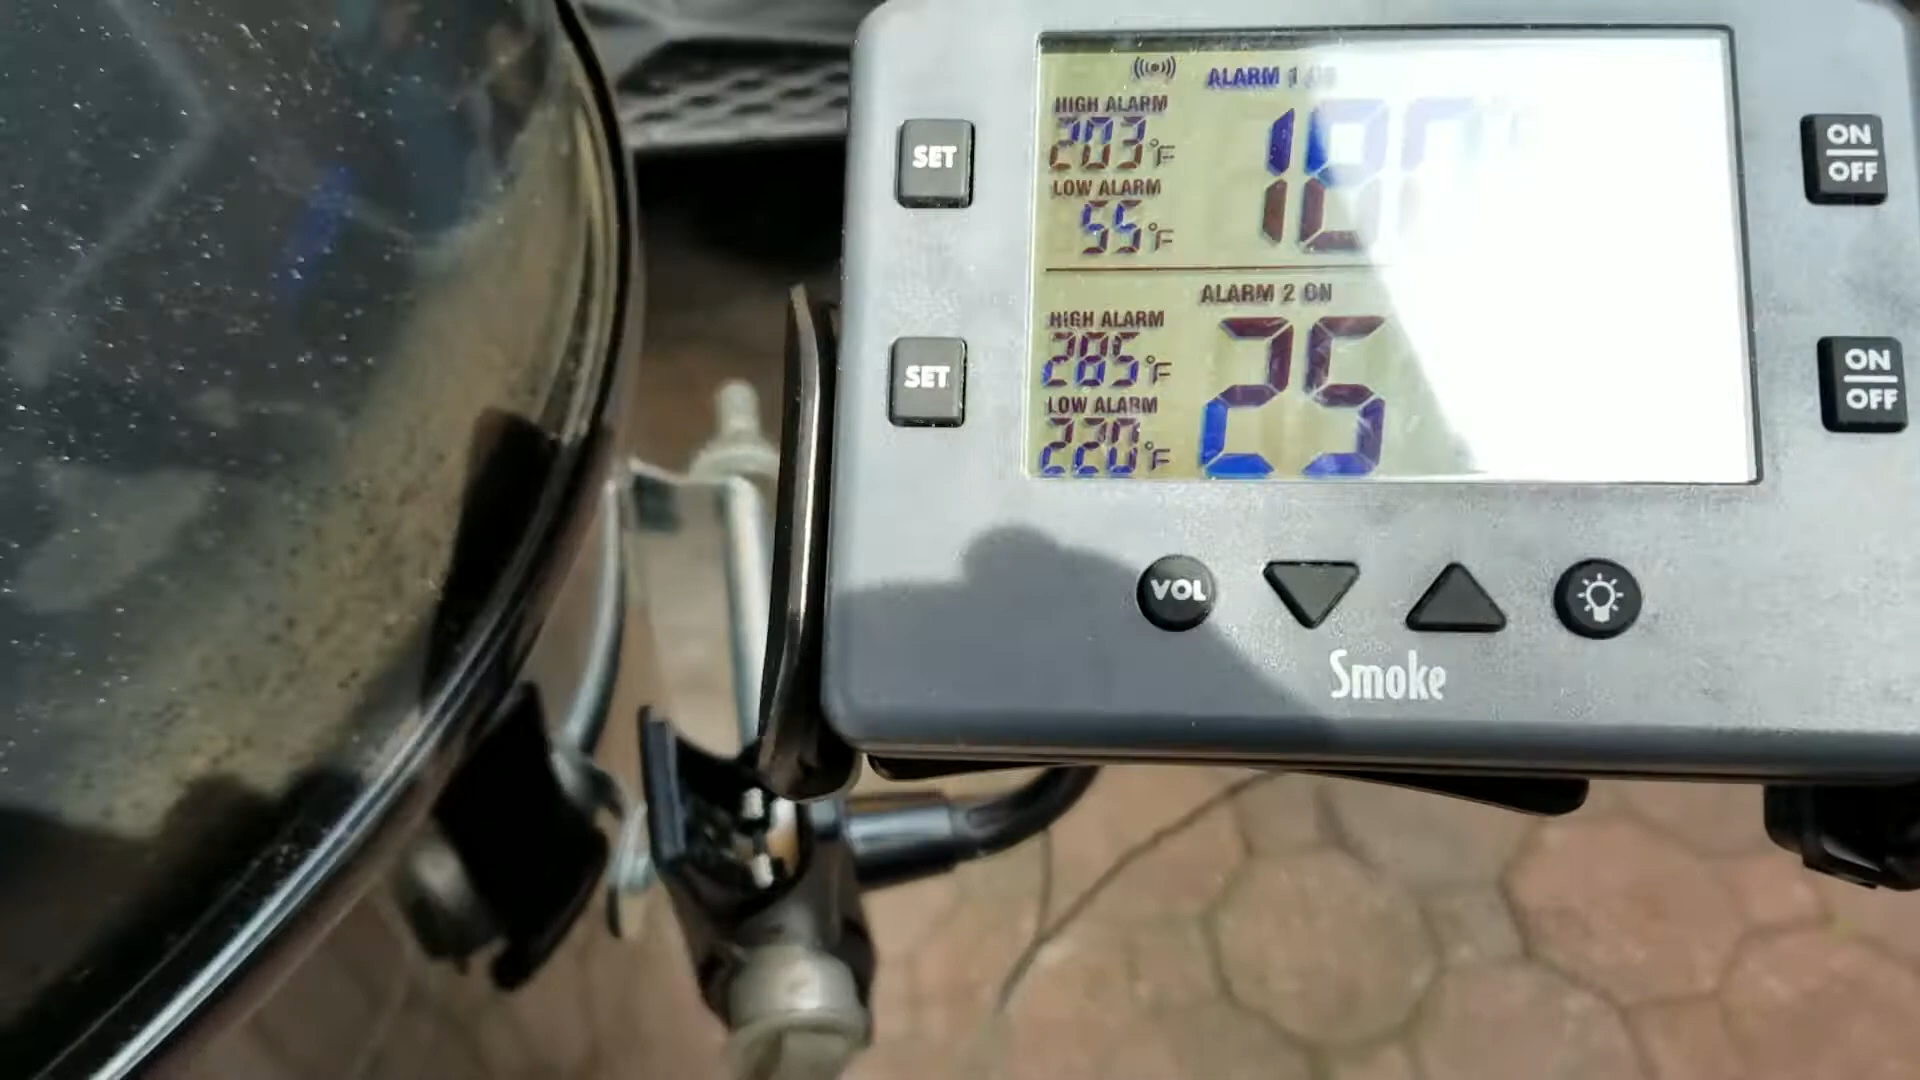 ALARM 1 ON
HIGH ALARM
203°F
LOW ALARM
55°F
SET
ON
OFF
ALARM 2 ON
HIGH ALARM
285°F
LOW ALARM
220°F
25
SET
ON
OFF
VOL
Smoke